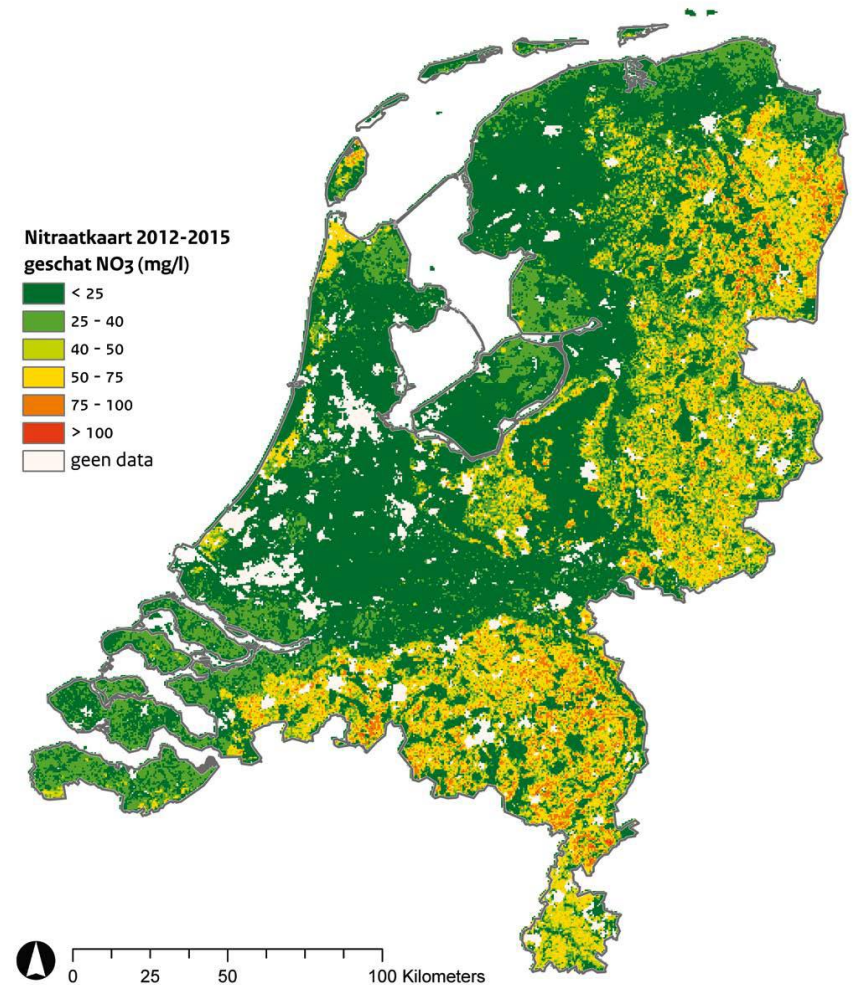 Nitraatkaart 2012-2015
geschat NO3 (mg/l)
< 25
25 - 40
40 - 50
50 - 75
75 - 100
> 100
geen data
0 25 50 100 Kilometers